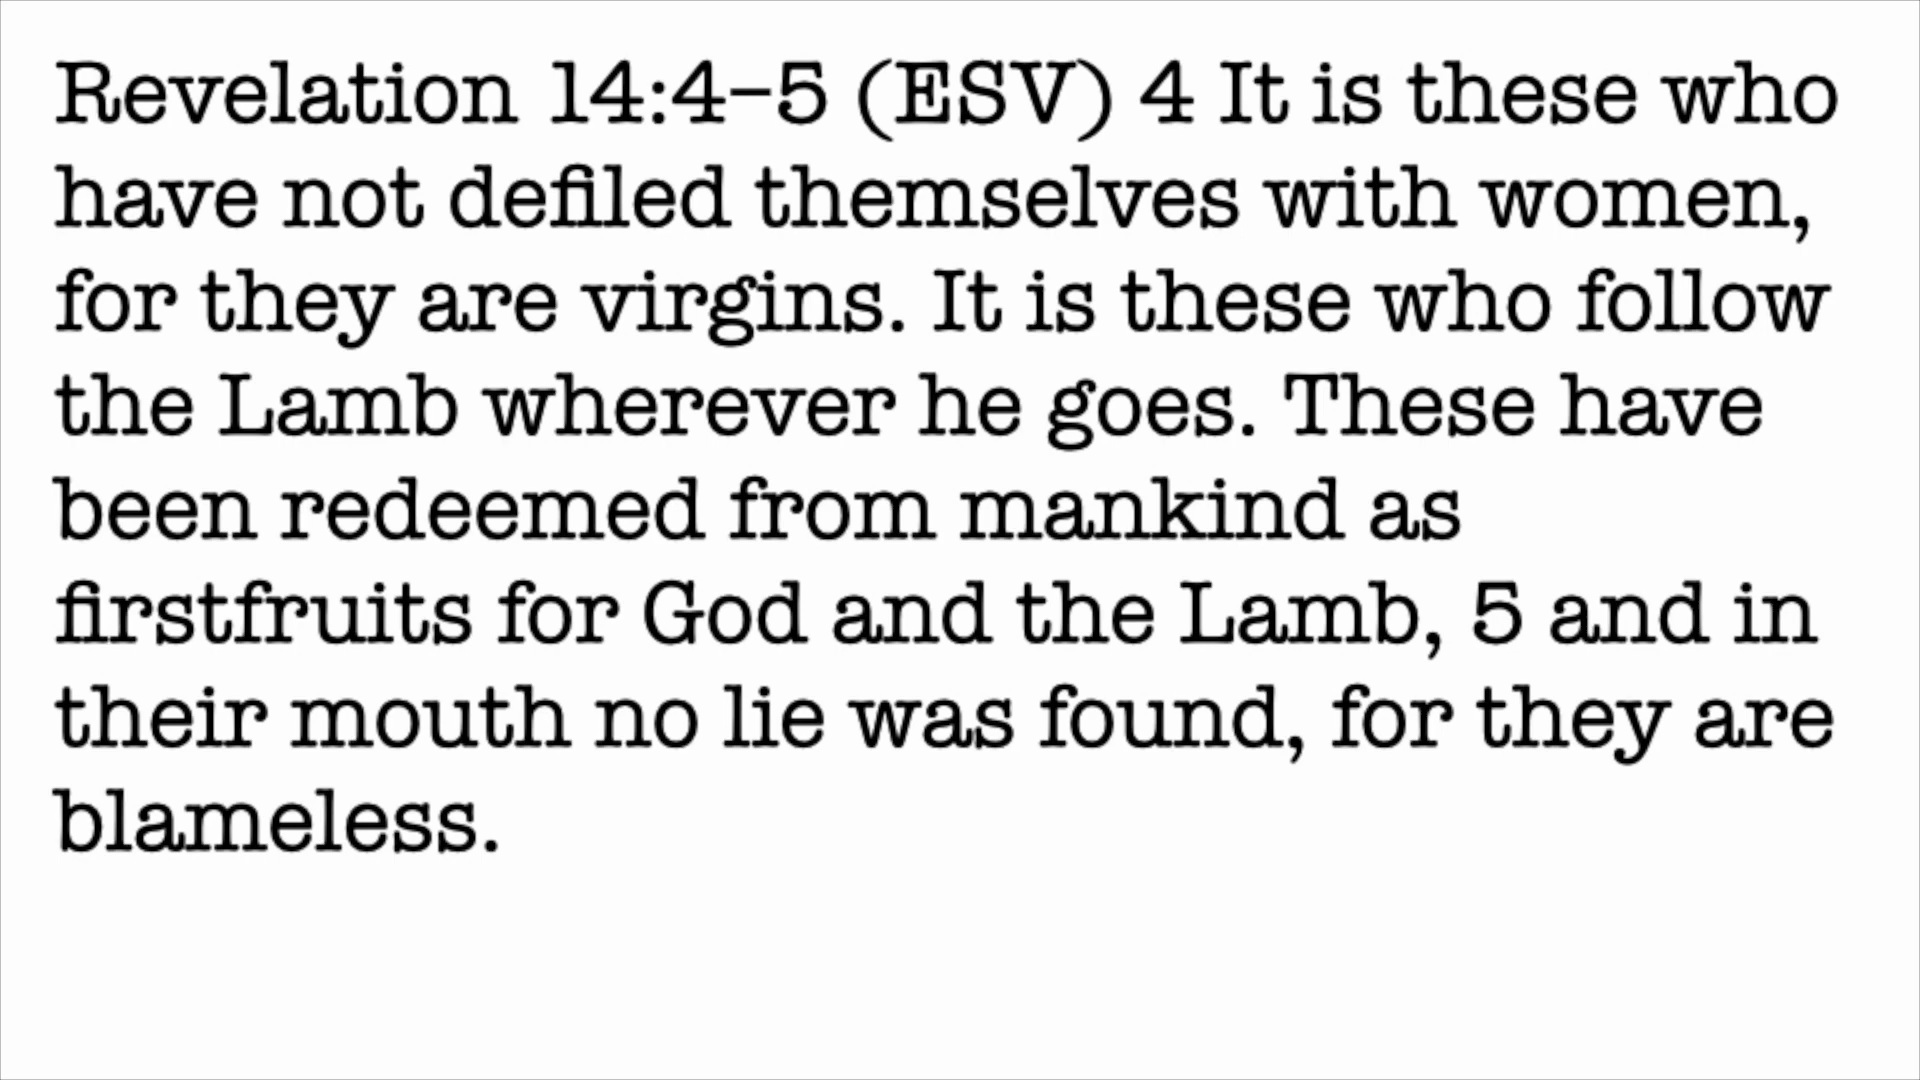 Revelation 14:4–5 (ESV) 4 It is these who
have not defiled themselves with women,
for they are virgins. It is these who follow
the Lamb wherever he goes. These have
been redeemed from mankind as
firstfruits for God and the Lamb, 5 and in
their mouth no lie was found, for they are
blameless.